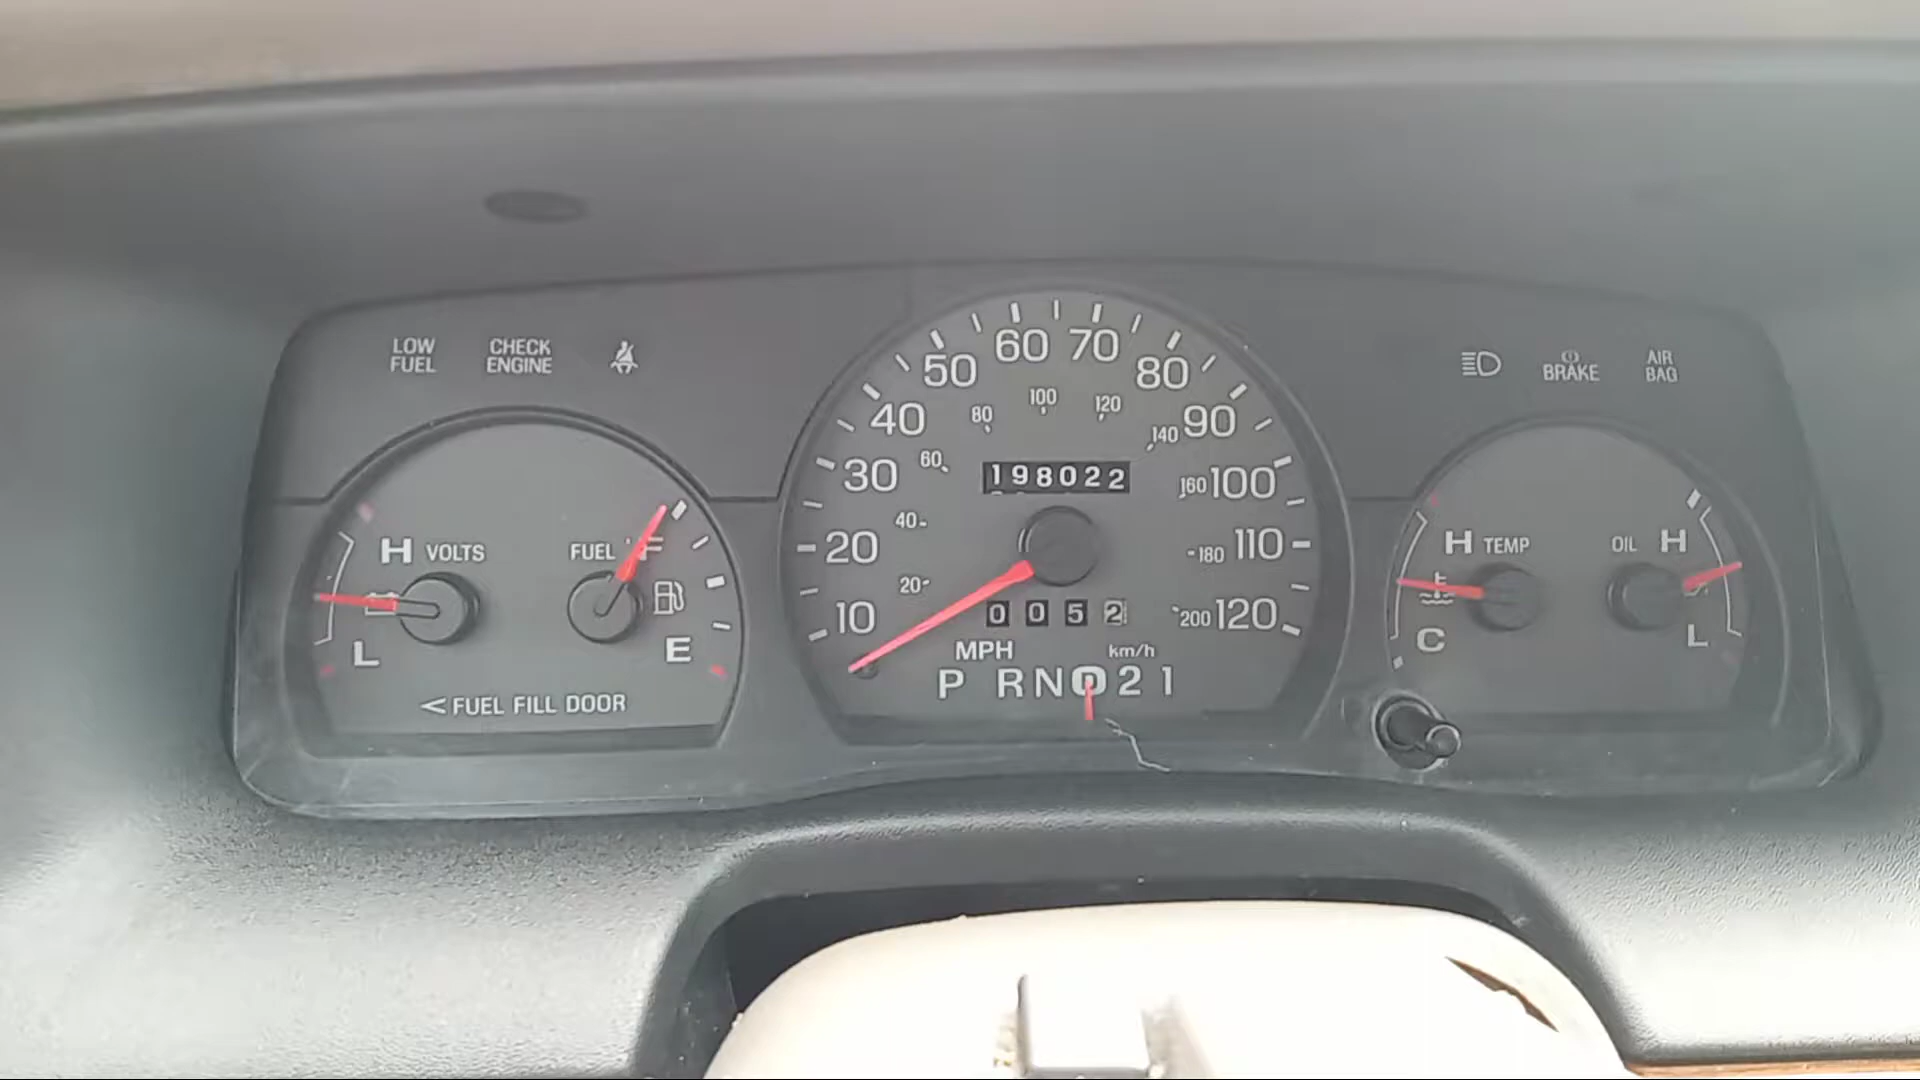 LOW FUEL
CHECK ENGINE
BRAKE
AIR BAG
H VOLTS
L
FUEL F
E
< FUEL FILL DOOR
10 20 30 40 50 60 70 80 90 100 110 120
20 40 60 80 100 120 140 160 180 200
198022
0052
MPH km/h
P RN D 2 1
H TEMP
C
OIL H
L